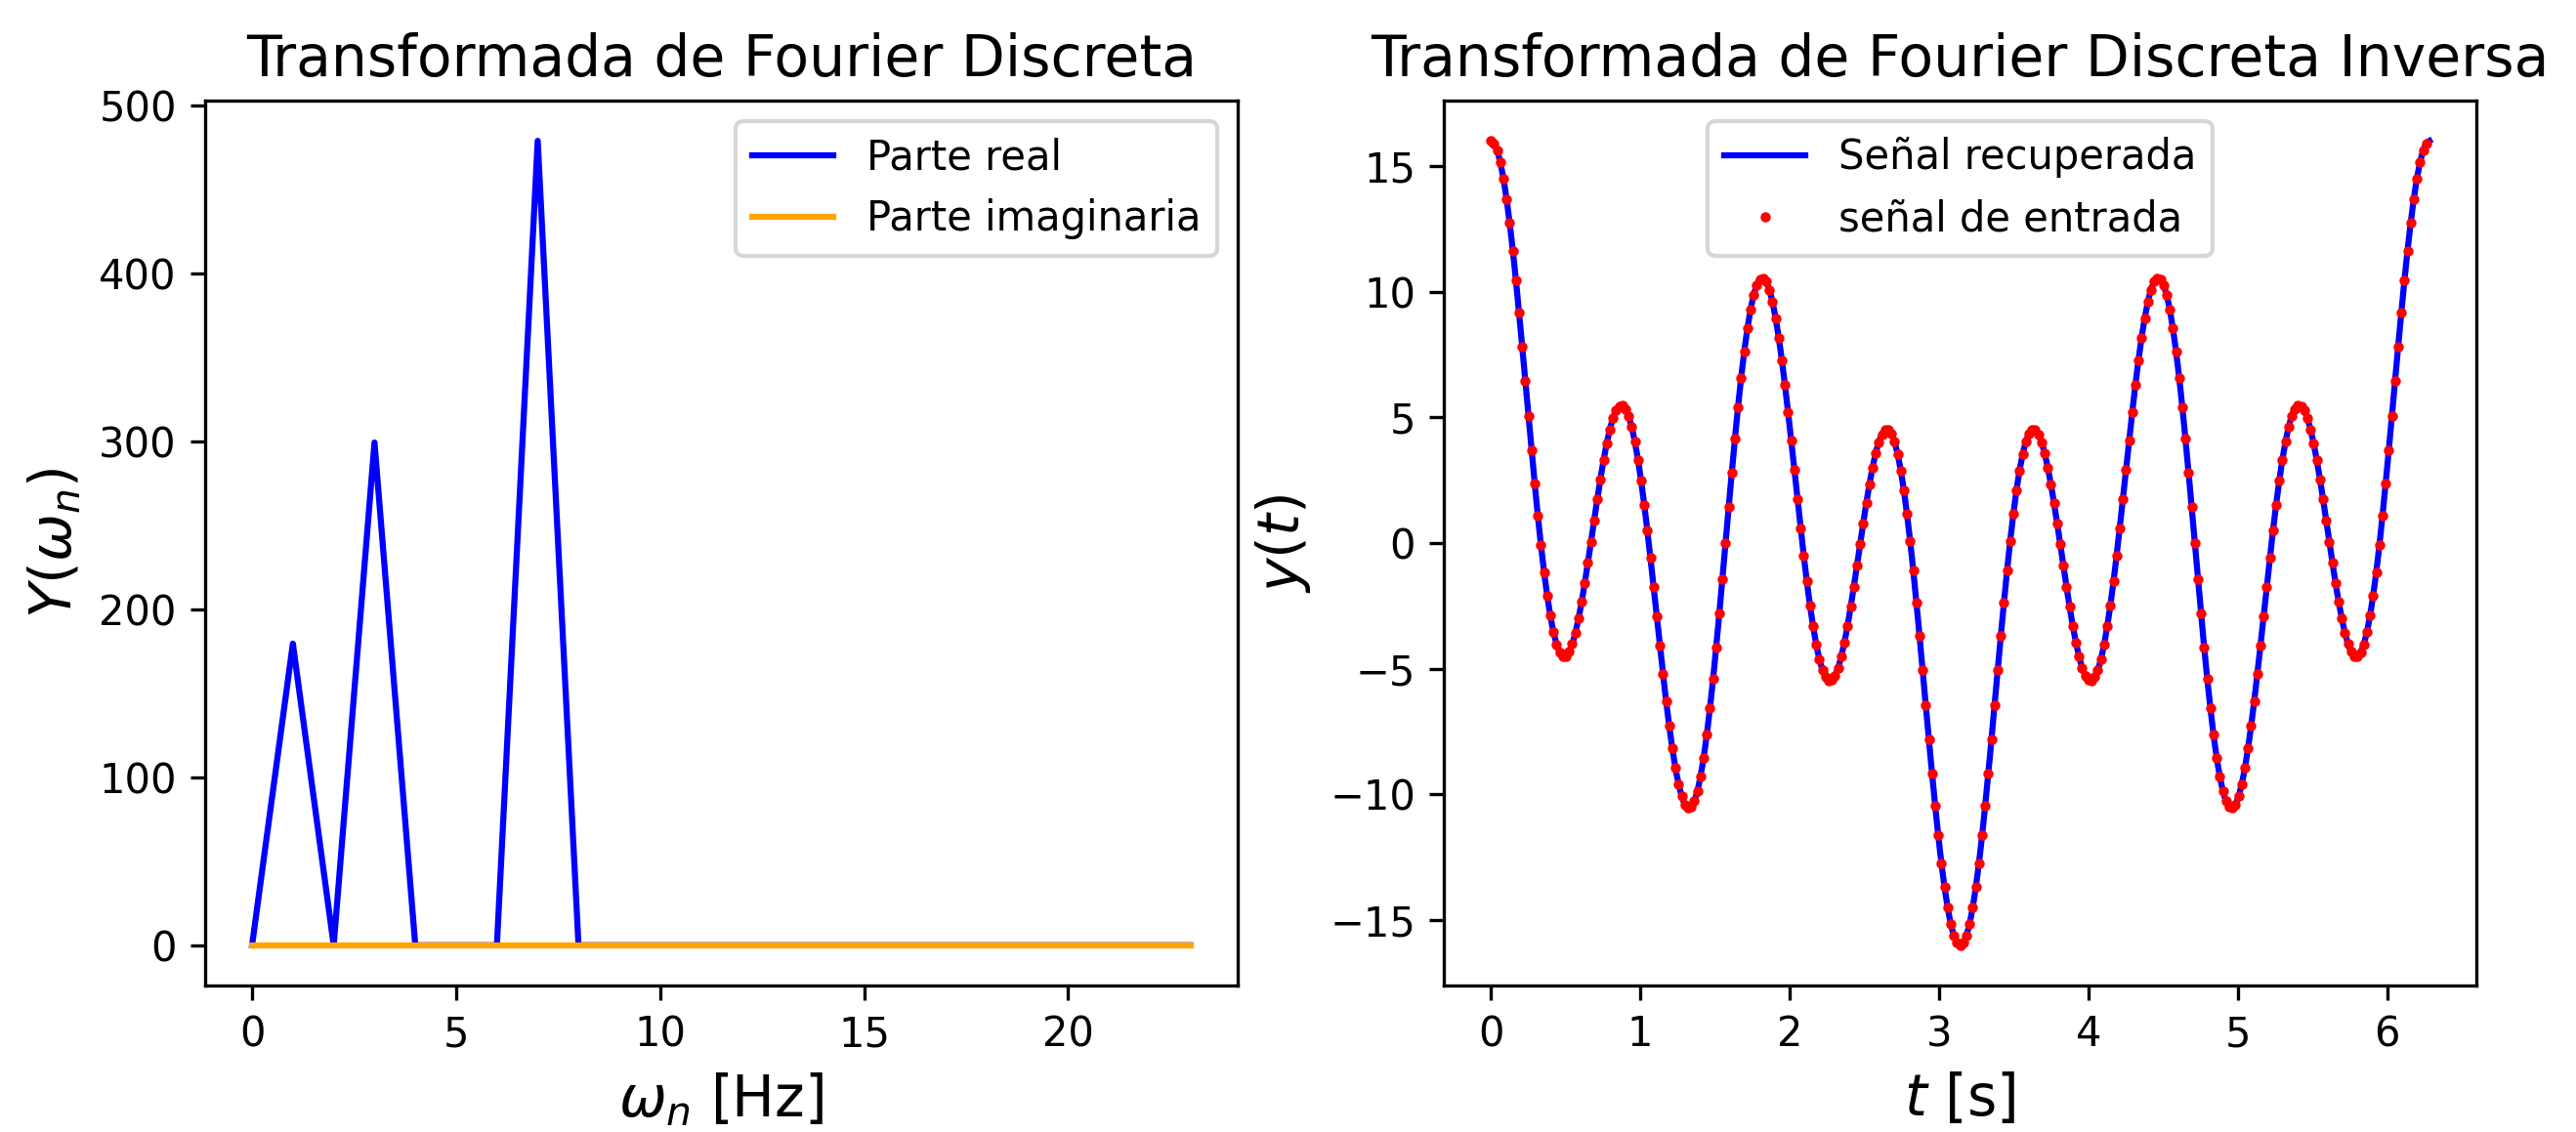 Transformada de Fourier Discreta
500
400
300
200
100
0
Y(ωₙ)
Parte real
Parte imaginaria
0 5 10 15 20
ωₙ [Hz]
Transformada de Fourier Discreta Inversa
15
10
5
0
−5
−10
−15
y(t)
Señal recuperada
señal de entrada
0 1 2 3 4 5 6
t [s]